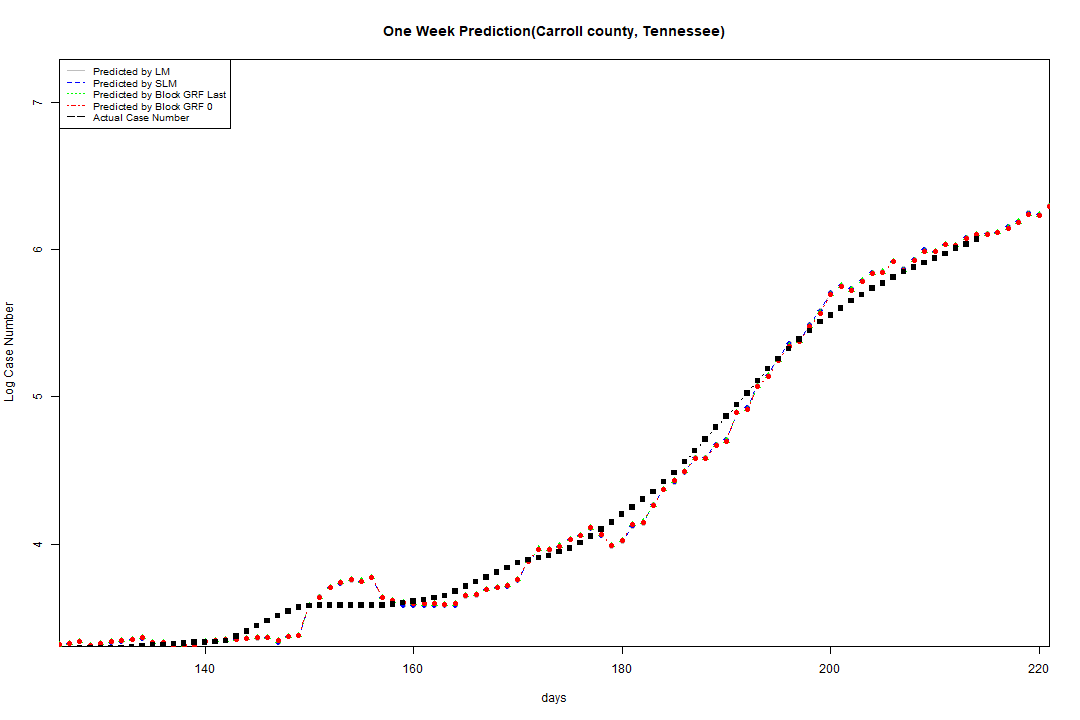 One Week Prediction(Carroll county, Tennessee)
Predicted by LM
Predicted by SLM
Predicted by Block GRF Last
Predicted by Block GRF 0
Actual Case Number
7
6
5
4
Log Case Number
140 160 180 200 220
days